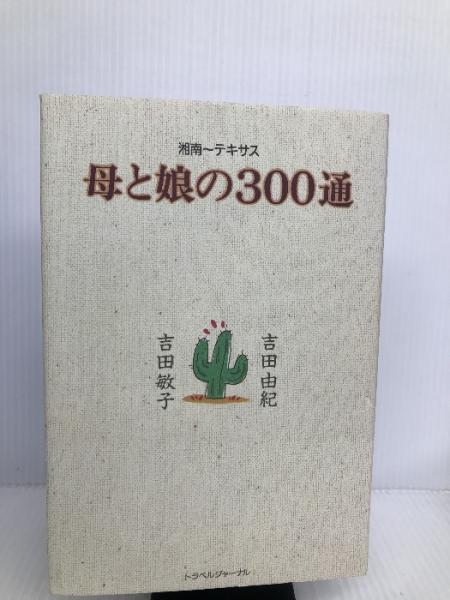 湘南〜テキサス
母と娘の300通
吉田由紀
吉田敏子
トラベルジャーナル